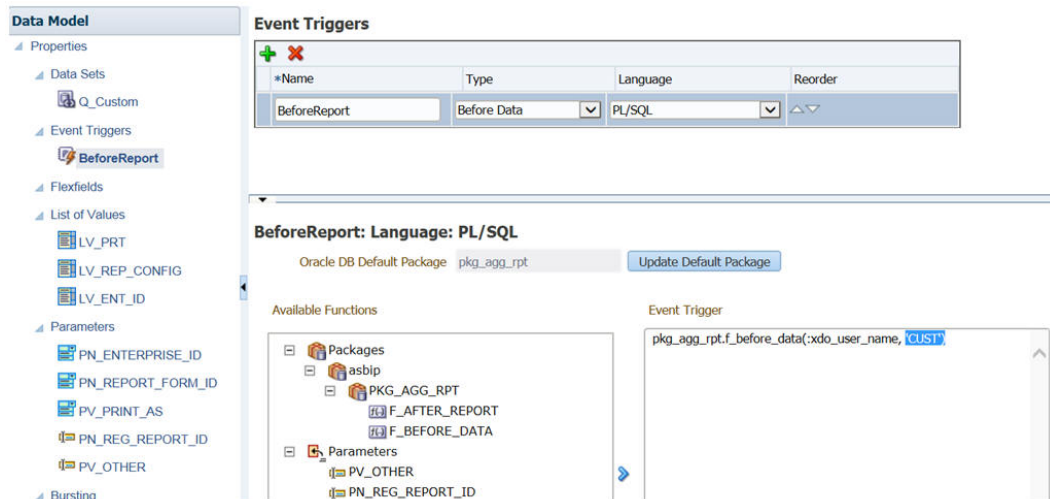 Data Model
Properties
Data Sets
Q_Custom
Event Triggers
BeforeReport
Flexfields
List of Values
LV_PRT
LV_REP_CONFIG
LV_ENT_ID
Parameters
PN_ENTERPRISE_ID
PN_REPORT_FORM_ID
PV_PRINT_AS
PN_REG_REPORT_ID
PV_OTHER
Bursting
Event Triggers
*Name Type Language Reorder
BeforeReport Before Data PL/SQL
BeforeReport: Language: PL/SQL
Oracle DB Default Package pkg_agg_rpt Update Default Package
Available Functions
Packages
asbip
PKG_AGG_RPT
F_AFTER_REPORT
F_BEFORE_DATA
Parameters
PV_OTHER
PN_REG_REPORT_ID
Event Trigger
pkg_agg_rpt.f_before_data(:xdo_user_name, 'CUST')